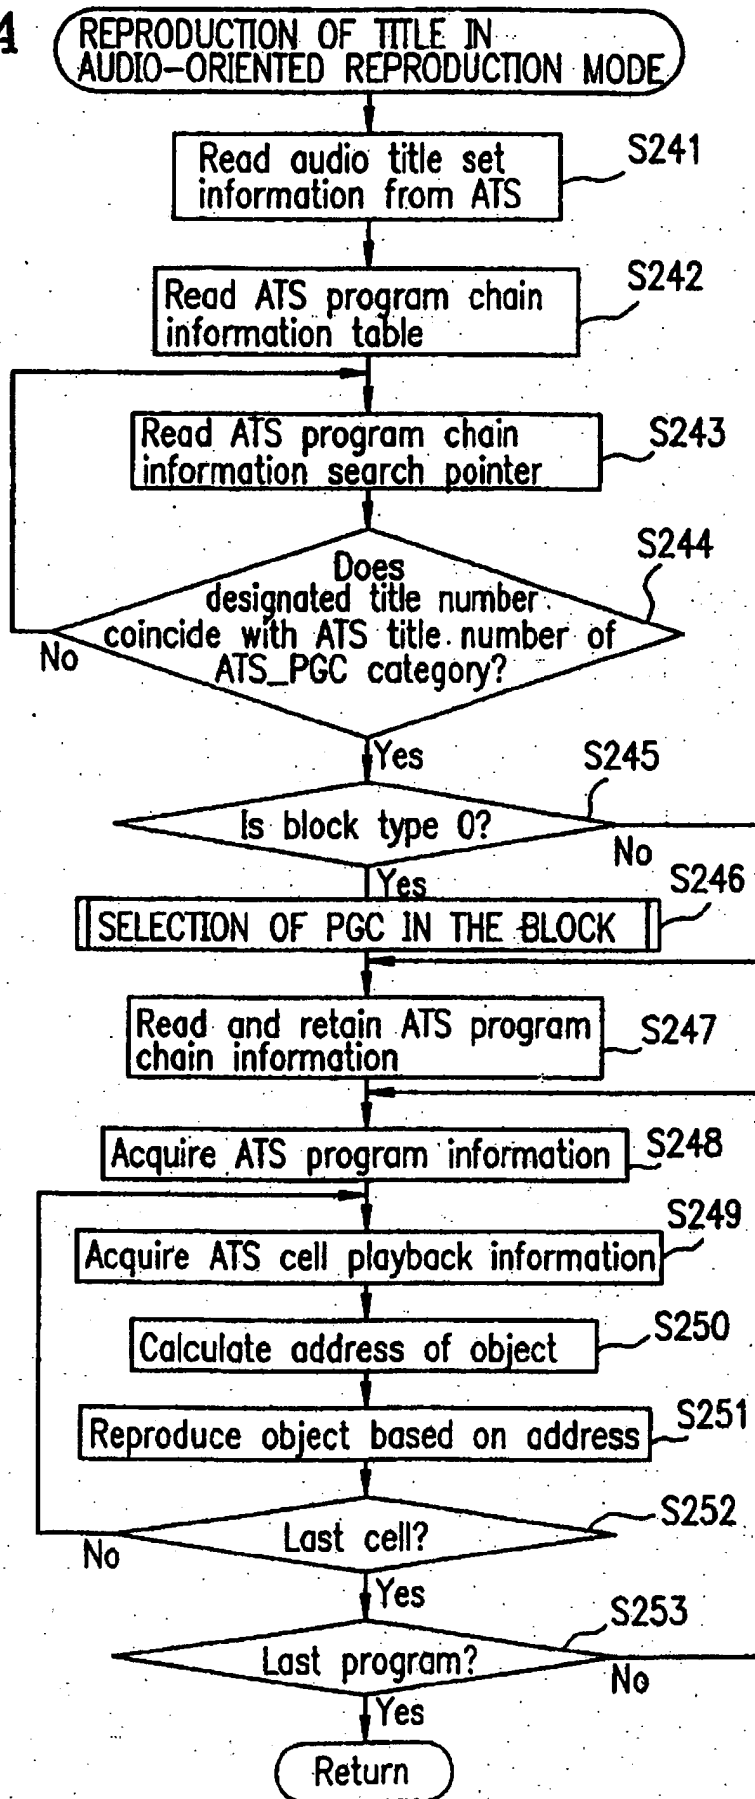 4
REPRODUCTION OF TITLE IN
AUDIO-ORIENTED REPRODUCTION MODE
Read audio title set
information from ATS
S241
Read ATS program chain
information table
S242
Read ATS program chain
information search pointer
S243
Does
designated title number
coincide with ATS title number of
ATS_PGC category?
S244
No
Yes
Is block type 0?
S245
No
Yes
SELECTION OF PGC IN THE BLOCK
S246
Read and retain ATS program
chain information
S247
Acquire ATS program information
S248
Acquire ATS cell playback information
S249
Calculate address of object
S250
Reproduce object based on address
S251
Last cell?
S252
No
Yes
Last program?
S253
No
Yes
Return